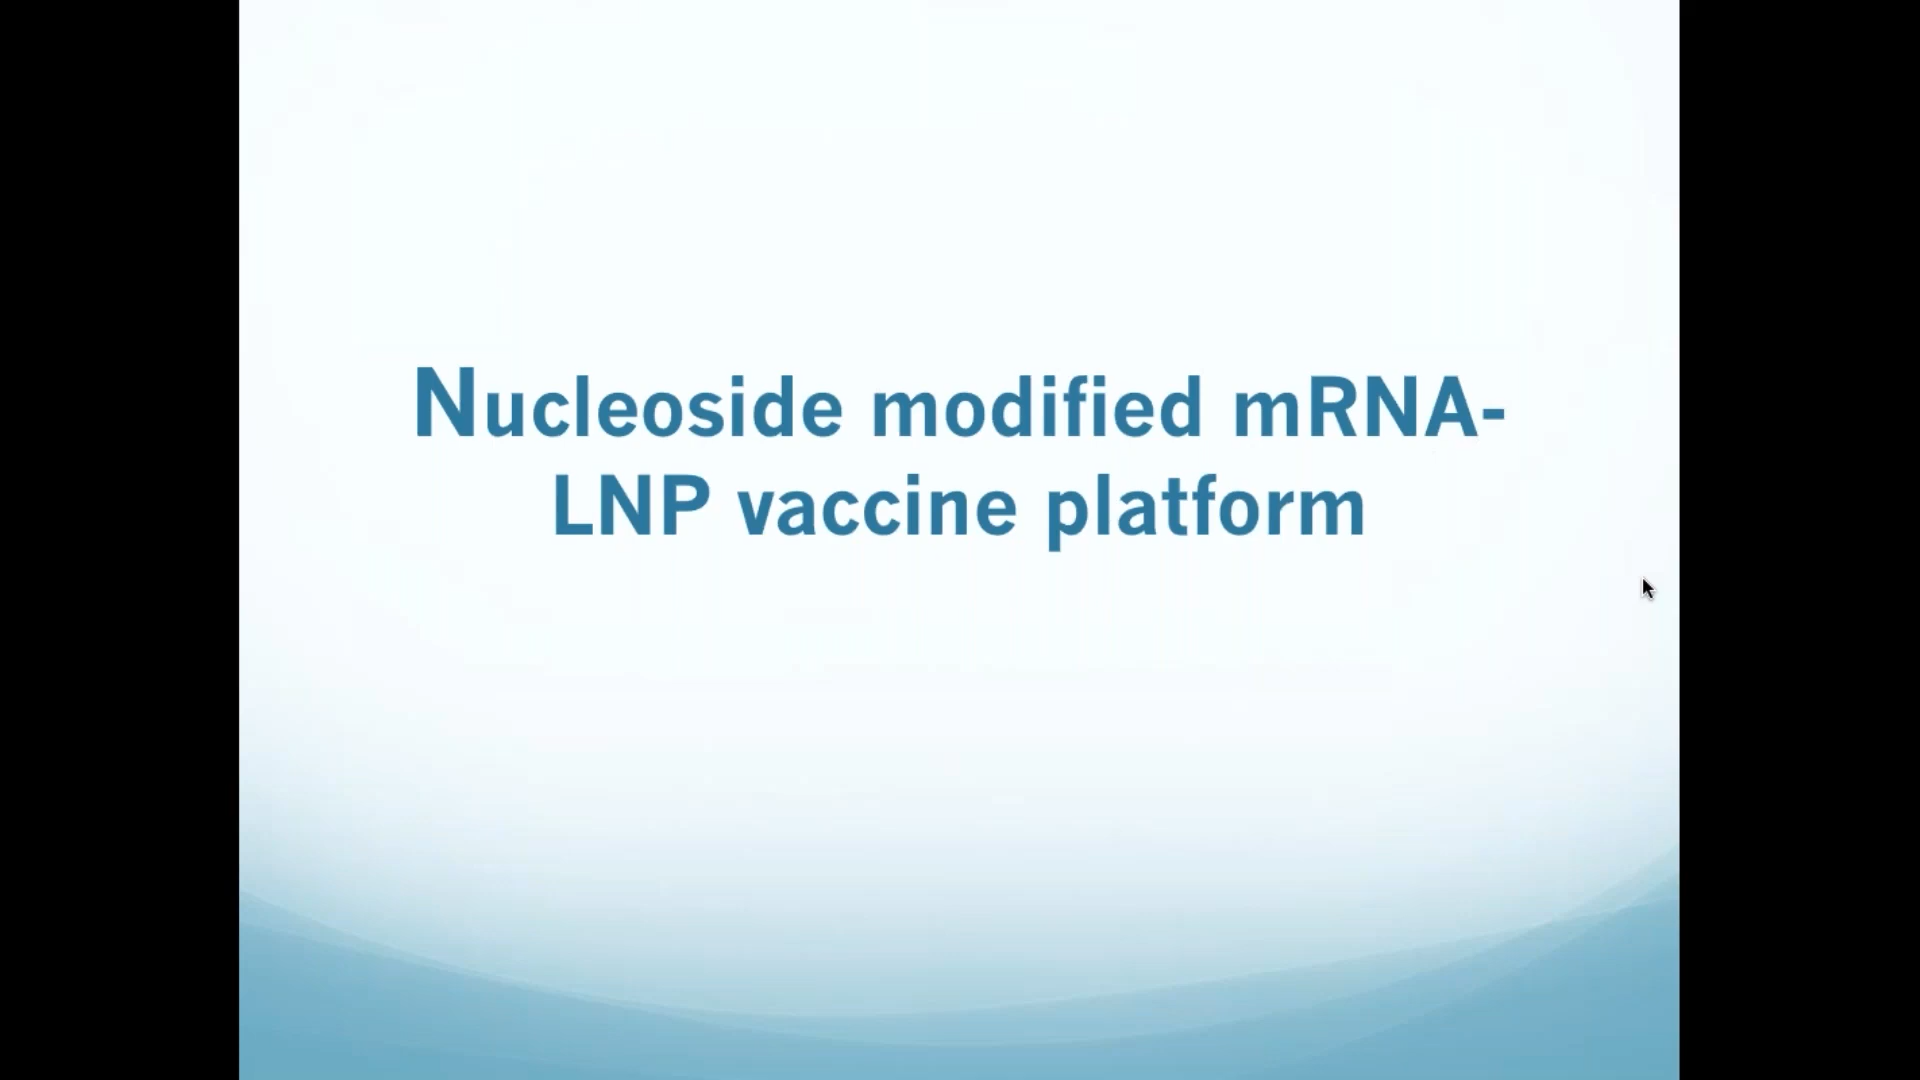 Nucleoside modified mRNA-
LNP vaccine platform